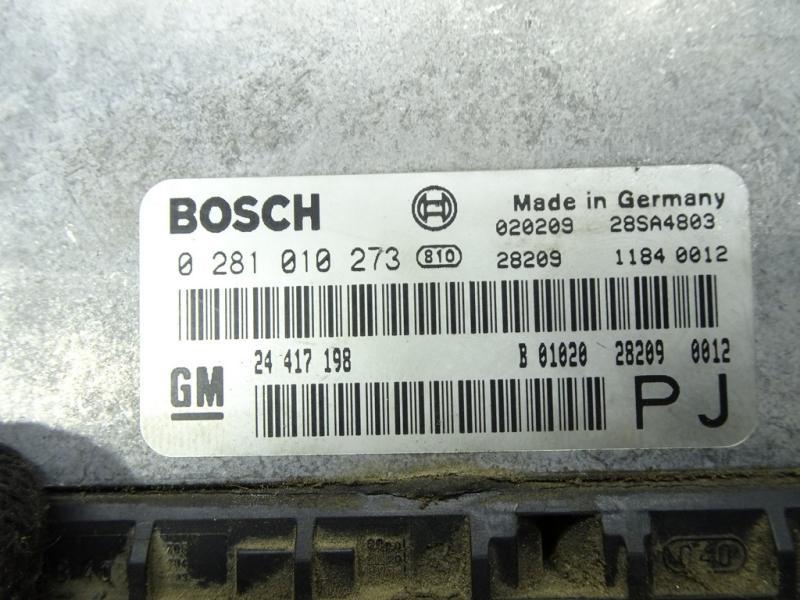 BOSCH Made in Germany
020209 28SA4803
0 281 010 273 810 28209 1184 0012
24 417 198 B 01020 28209 0012
GM PJ